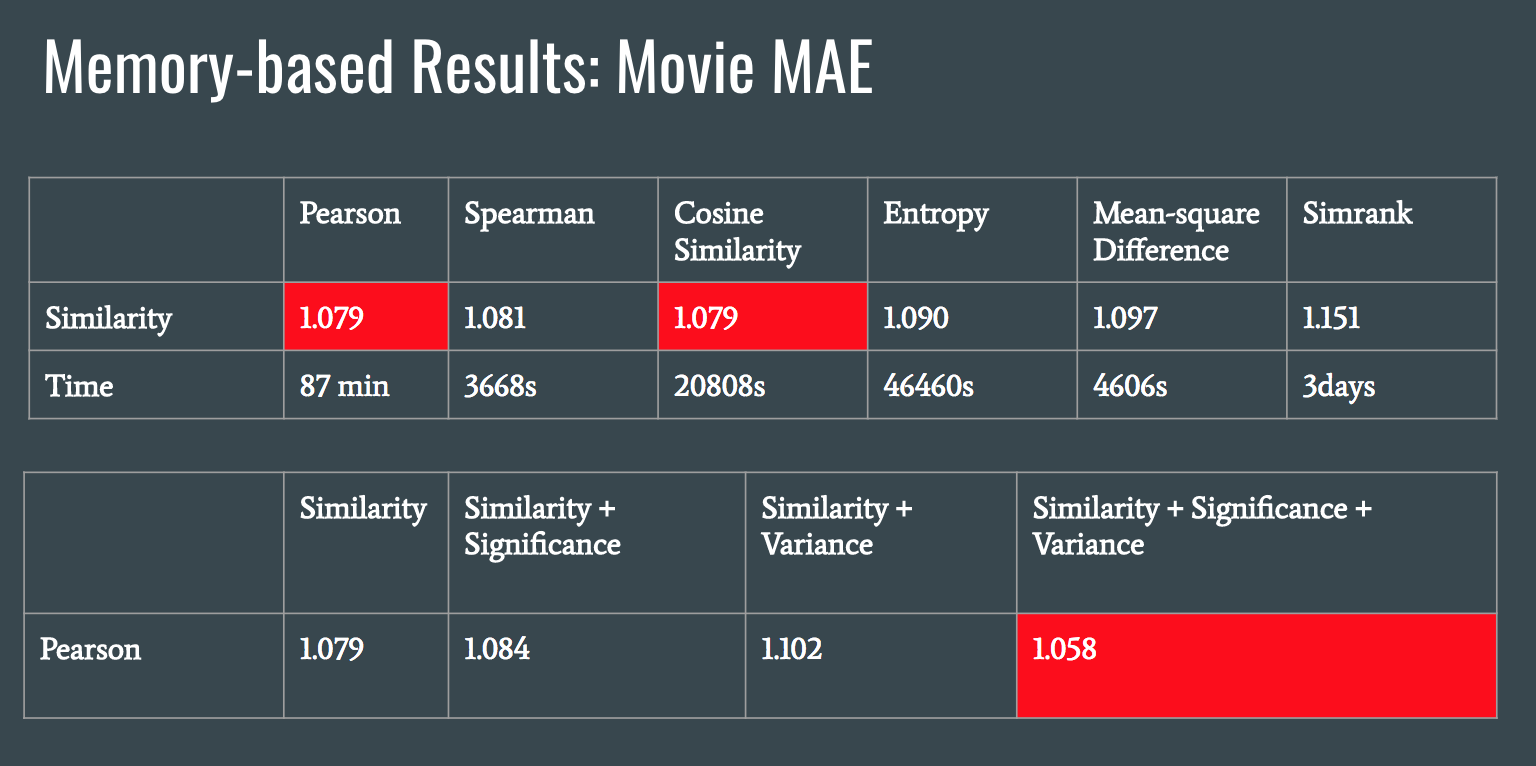 Memory-based Results: Movie MAE
Pearson Spearman Cosine Entropy Mean-square Simrank
Similarity Difference
Similarity 1.079 1.081 1.079 1.090 1.097 1.151
Time 87 min 3668s 20808s 46460s 4606s 3days
Similarity Similarity + Similarity + Similarity + Significance +
Significance Variance Variance
Pearson 1.079 1.084 1.102 1.058